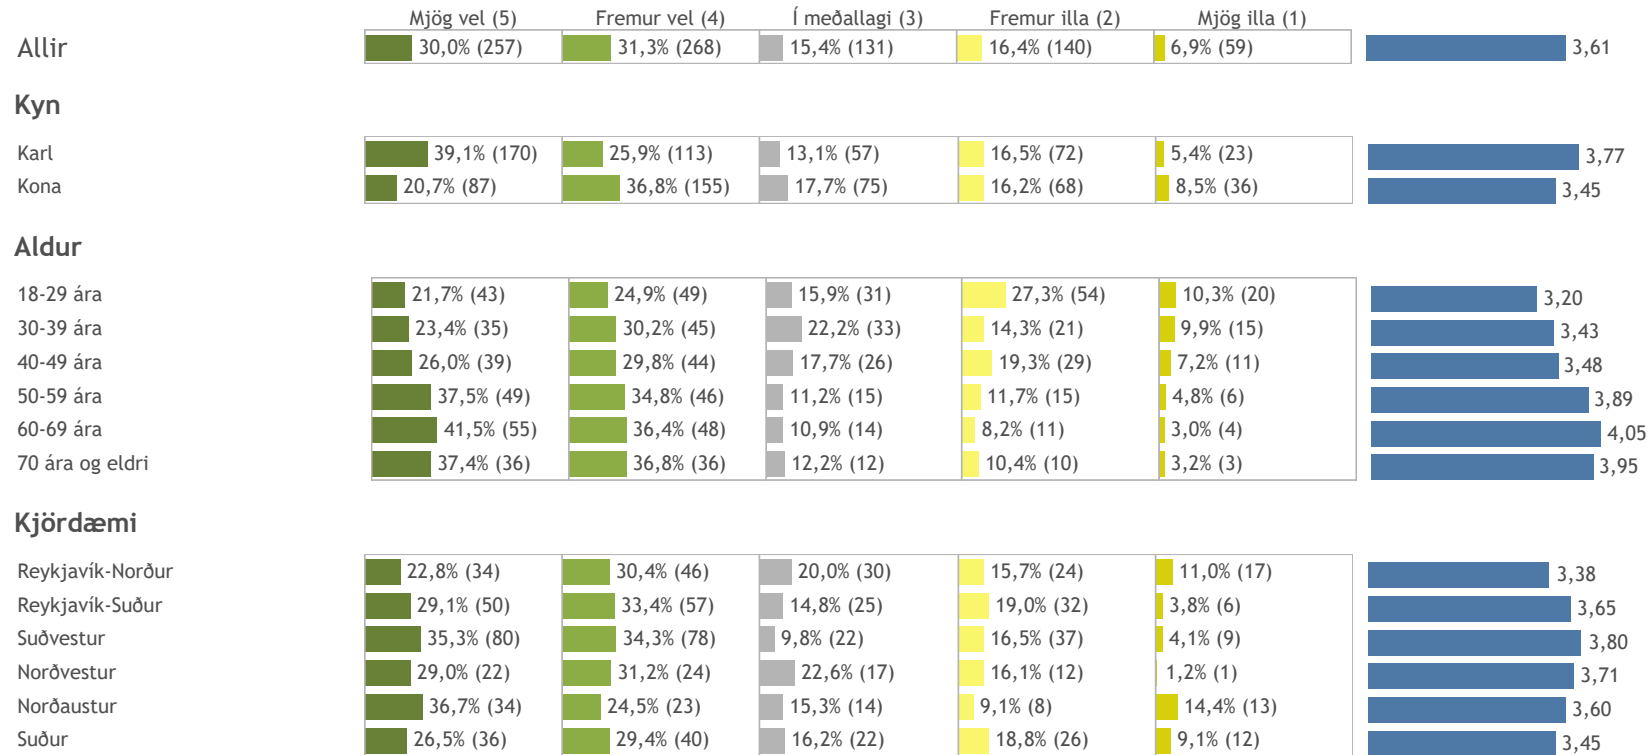 Mjög vel (5) Fremur vel (4) Í meðallagi (3) Fremur illa (2) Mjög illa (1)
Allir 30,0% (257) 31,3% (268) 15,4% (131) 16,4% (140) 6,9% (59) 3,61
Kyn
Karl 39,1% (170) 25,9% (113) 13,1% (57) 16,5% (72) 5,4% (23) 3,77
Kona 20,7% (87) 36,8% (155) 17,7% (75) 16,2% (68) 8,5% (36) 3,45
Aldur
18-29 ára 21,7% (43) 24,9% (49) 15,9% (31) 27,3% (54) 10,3% (20) 3,20
30-39 ára 23,4% (35) 30,2% (45) 22,2% (33) 14,3% (21) 9,9% (15) 3,43
40-49 ára 26,0% (39) 29,8% (44) 17,7% (26) 19,3% (29) 7,2% (11) 3,48
50-59 ára 37,5% (49) 34,8% (46) 11,2% (15) 11,7% (15) 4,8% (6) 3,89
60-69 ára 41,5% (55) 36,4% (48) 10,9% (14) 8,2% (11) 3,0% (4) 4,05
70 ára og eldri 37,4% (36) 36,8% (36) 12,2% (12) 10,4% (10) 3,2% (3) 3,95
Kjördæmi
Reykjavík-Norður 22,8% (34) 30,4% (46) 20,0% (30) 15,7% (24) 11,0% (17) 3,38
Reykjavík-Suður 29,1% (50) 33,4% (57) 14,8% (25) 19,0% (32) 3,8% (6) 3,65
Suðvestur 35,3% (80) 34,3% (78) 9,8% (22) 16,5% (37) 4,1% (9) 3,80
Norðvestur 29,0% (22) 31,2% (24) 22,6% (17) 16,1% (12) 1,2% (1) 3,71
Norðaustur 36,7% (34) 24,5% (23) 15,3% (14) 9,1% (8) 14,4% (13) 3,60
Suður 26,5% (36) 29,4% (40) 16,2% (22) 18,8% (26) 9,1% (12) 3,45